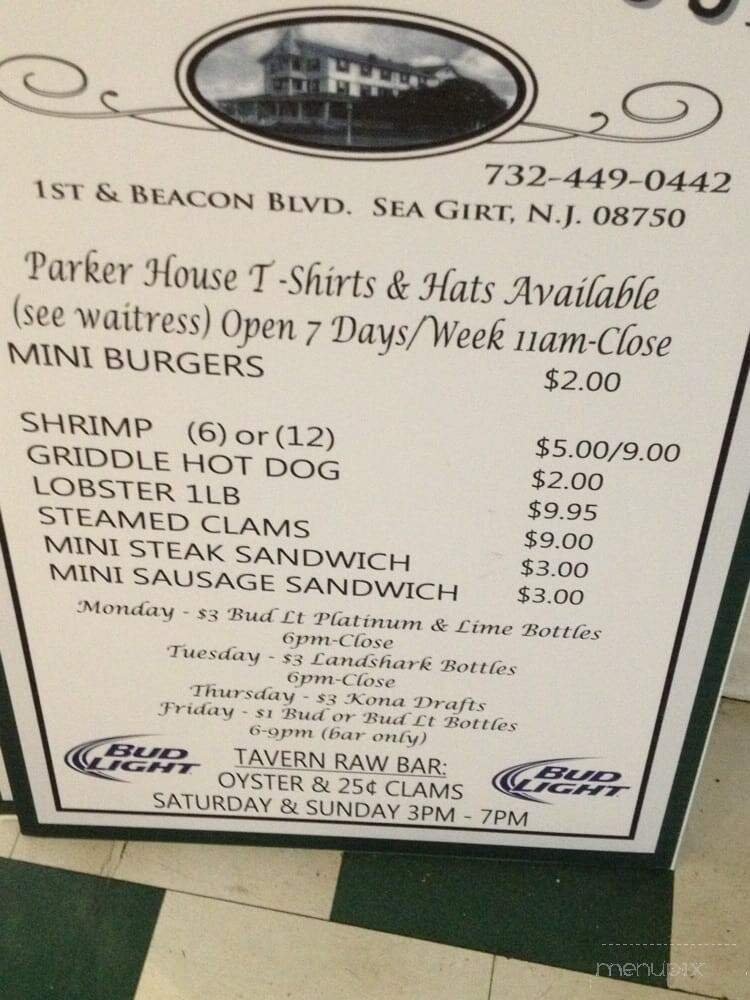 732-449-0442
1ST & BEACON BLVD. SEA GIRT, N.J. 08750
Parker House T-Shirts & Hats Available
(see waitress) Open 7 Days/Week 11am-Close
MINI BURGERS $2.00
SHRIMP (6) or (12) $5.00/9.00
GRIDDLE HOT DOG $2.00
LOBSTER 1LB $9.95
STEAMED CLAMS $9.00
MINI STEAK SANDWICH $3.00
MINI SAUSAGE SANDWICH $3.00
Monday - $3 Bud Lt Platinum & Lime Bottles
6pm-Close
Tuesday - $3 Landshark Bottles
6pm-Close
Thursday - $3 Kona Drafts
Friday - $1 Bud or Bud Lt Bottles
6-9pm (bar only)
BUD LIGHT
TAVERN RAW BAR:
OYSTER & 25¢ CLAMS
SATURDAY & SUNDAY 3PM - 7PM
BUD LIGHT
menupix